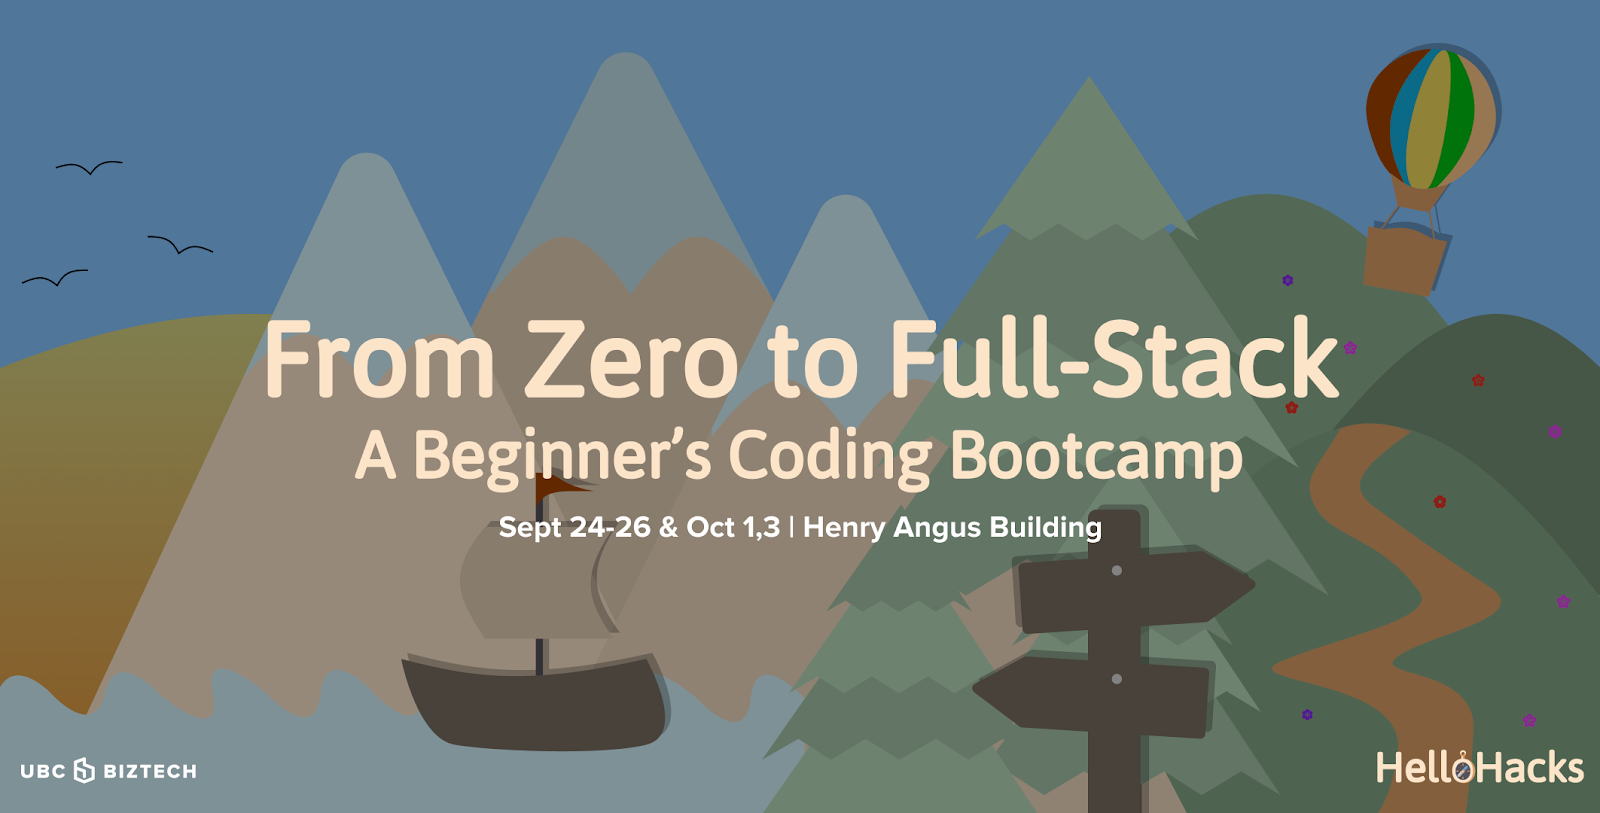 From Zero to Full-Stack
A Beginner’s Coding Bootcamp
Sept 24-26 & Oct 1,3 | Henry Angus Building
UBC BIZTECH
HelloHacks